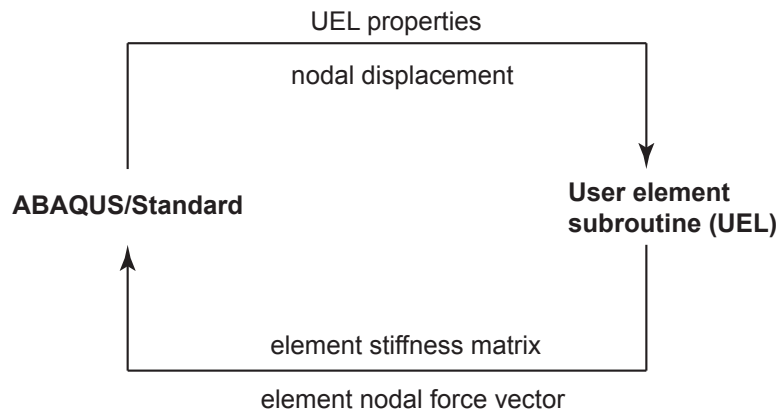 UEL properties
nodal displacement
ABAQUS/Standard
User element
subroutine (UEL)
element stiffness matrix
element nodal force vector